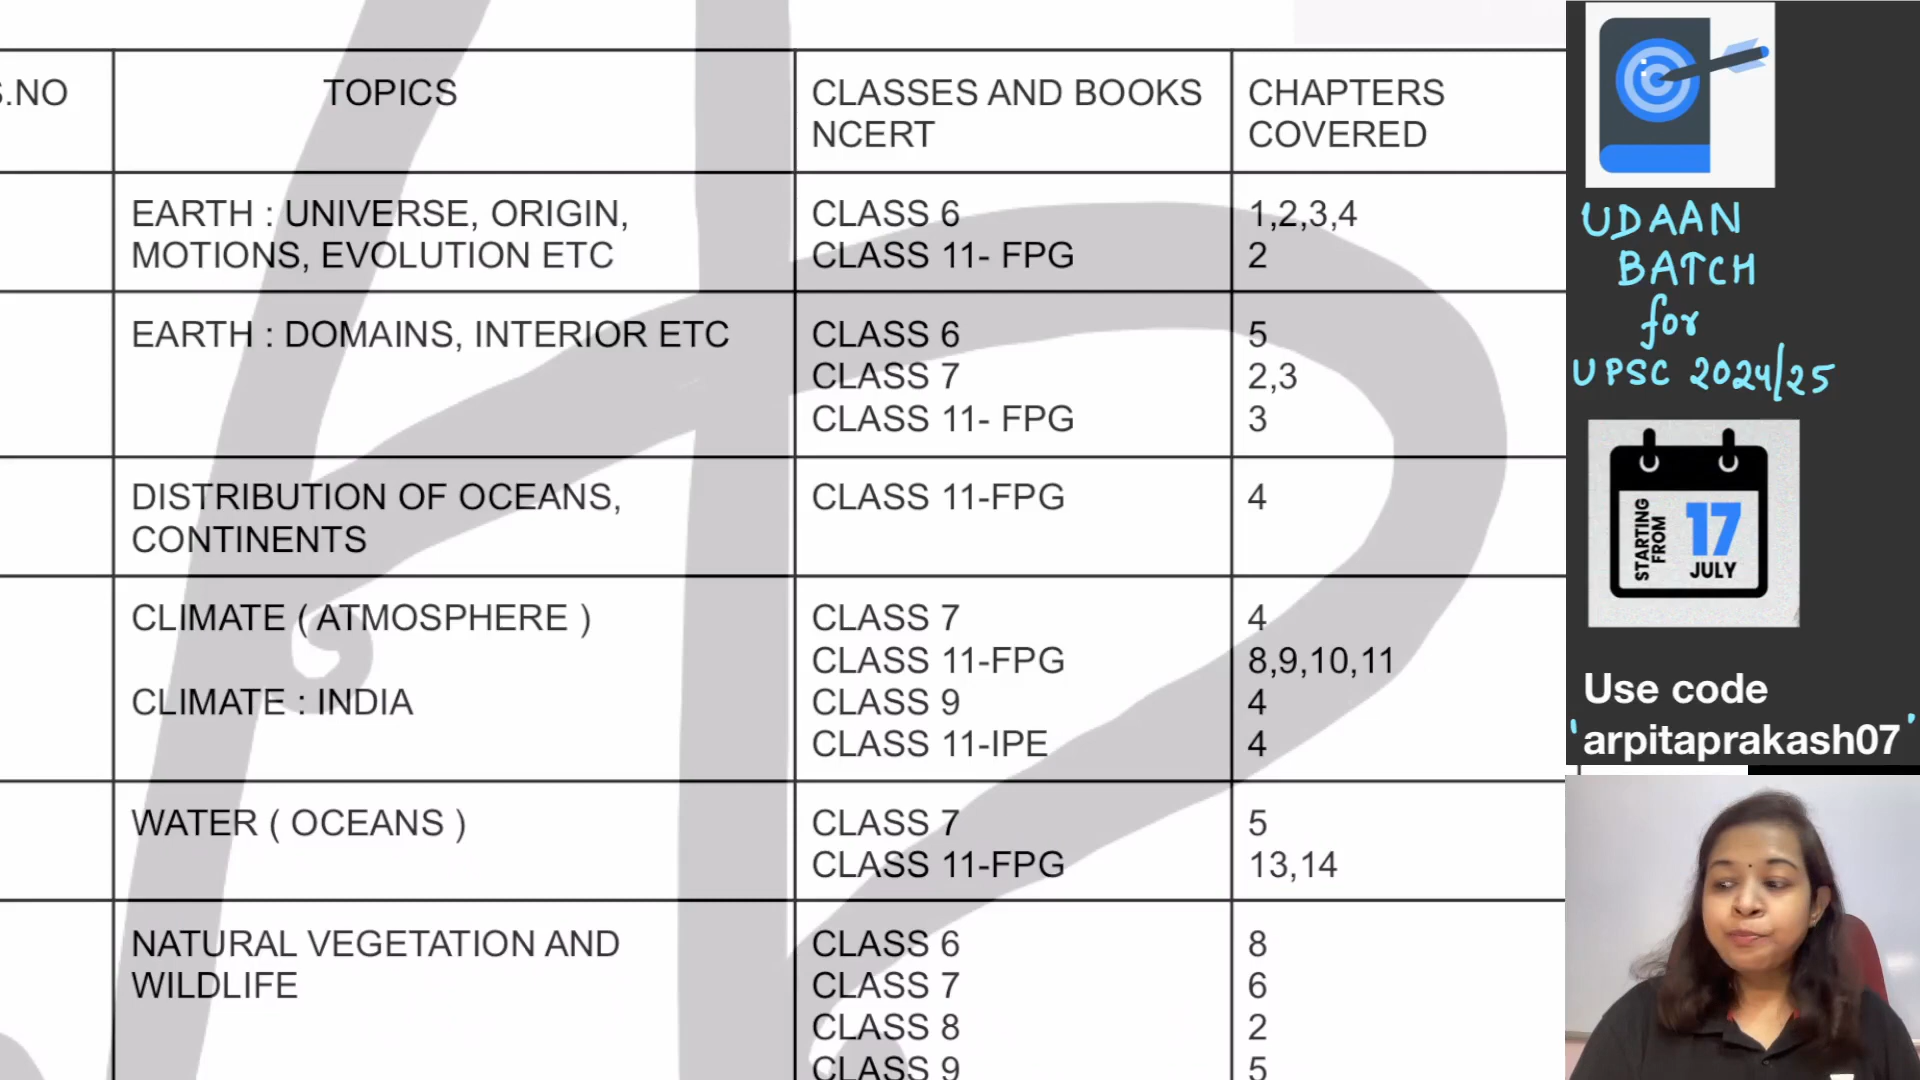 S.NO
TOPICS
CLASSES AND BOOKS
NCERT
CHAPTERS
COVERED
EARTH : UNIVERSE, ORIGIN,
MOTIONS, EVOLUTION ETC
CLASS 6
CLASS 11- FPG
1,2,3,4
2
EARTH : DOMAINS, INTERIOR ETC
CLASS 6
CLASS 7
CLASS 11- FPG
5
2,3
3
DISTRIBUTION OF OCEANS,
CONTINENTS
CLASS 11-FPG
4
CLIMATE ( ATMOSPHERE )
CLIMATE : INDIA
CLASS 7
CLASS 11-FPG
CLASS 9
CLASS 11-IPE
4
8,9,10,11
4
4
WATER ( OCEANS )
CLASS 7
CLASS 11-FPG
5
13,14
NATURAL VEGETATION AND
WILDLIFE
CLASS 6
CLASS 7
CLASS 8
CLASS 9
8
6
2
5
UDAAN
BATCH
for
UPSC 2024/25
STARTING
FROM
17
JULY
Use code
'arpitaprakash07'